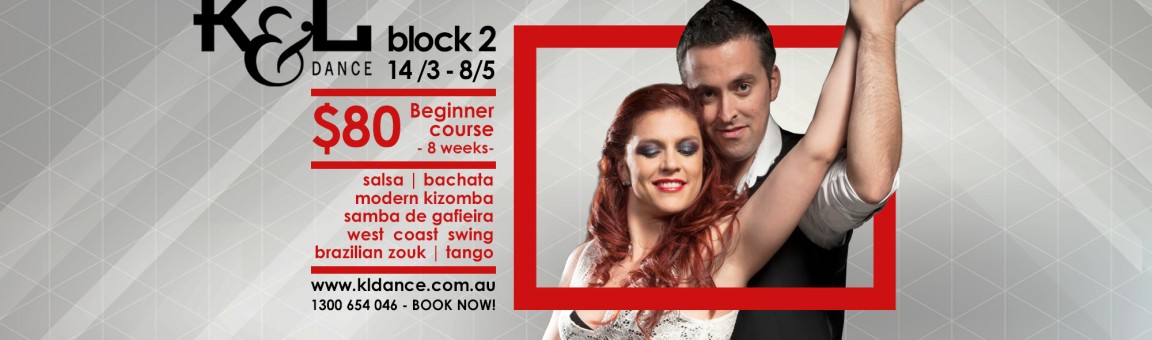 K&L
DANCE
block 2
14 /3 - 8/5
$80
Beginner
course
- 8 weeks-
salsa | bachata
modern kizomba
samba de gafieira
west coast swing
brazilian zouk | tango
www.kldance.com.au
1300 654 046 - BOOK NOW!